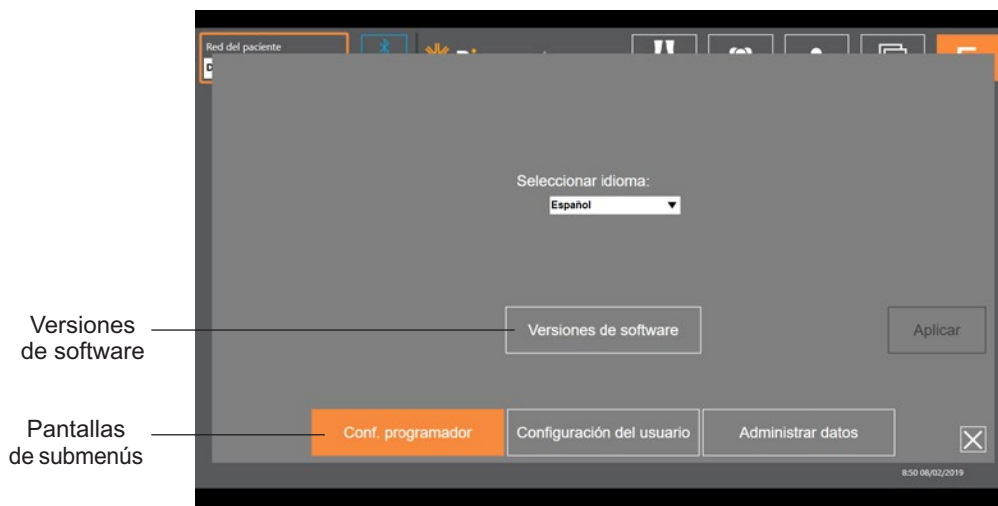 Red del paciente
Seleccionar idioma:
Español
Versiones
de software
Versiones de software
Aplicar
Pantallas
de submenús
Conf. programador
Configuración del usuario
Administrar datos
8:50 08/02/2019